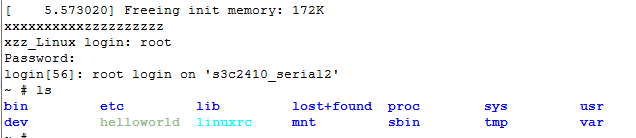 [    5.573020] Freeing init memory: 172K
xxxxxxxxxxzzzzzzzzzz
xzz_Linux login: root
Password:
login[56]: root login on 's3c2410_serial2'
~ # ls
bin         etc         lib         lost+found  proc        sys         usr
dev         helloworld  linuxrc     mnt         sbin        tmp         var
~ #